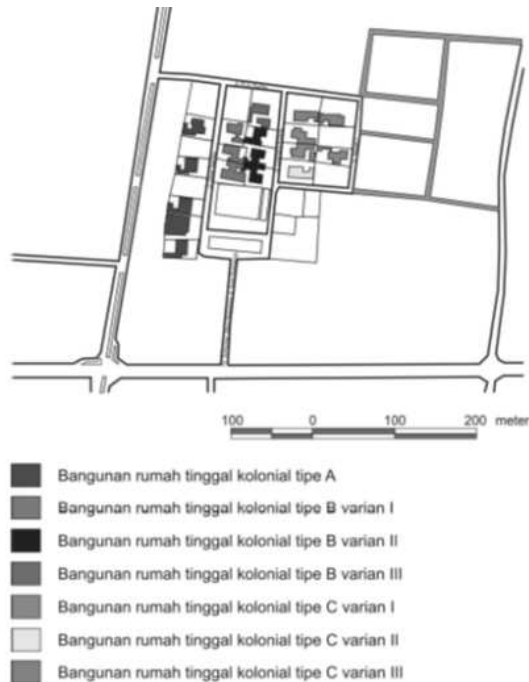 100 0 100 200 meter
Bangunan rumah tinggal kolonial tipe A
Bangunan rumah tinggal kolonial tipe B varian I
Bangunan rumah tinggal kolonial tipe B varian II
Bangunan rumah tinggal kolonial tipe B varian III
Bangunan rumah tinggal kolonial tipe C varian I
Bangunan rumah tinggal kolonial tipe C varian II
Bangunan rumah tinggal kolonial tipe C varian III